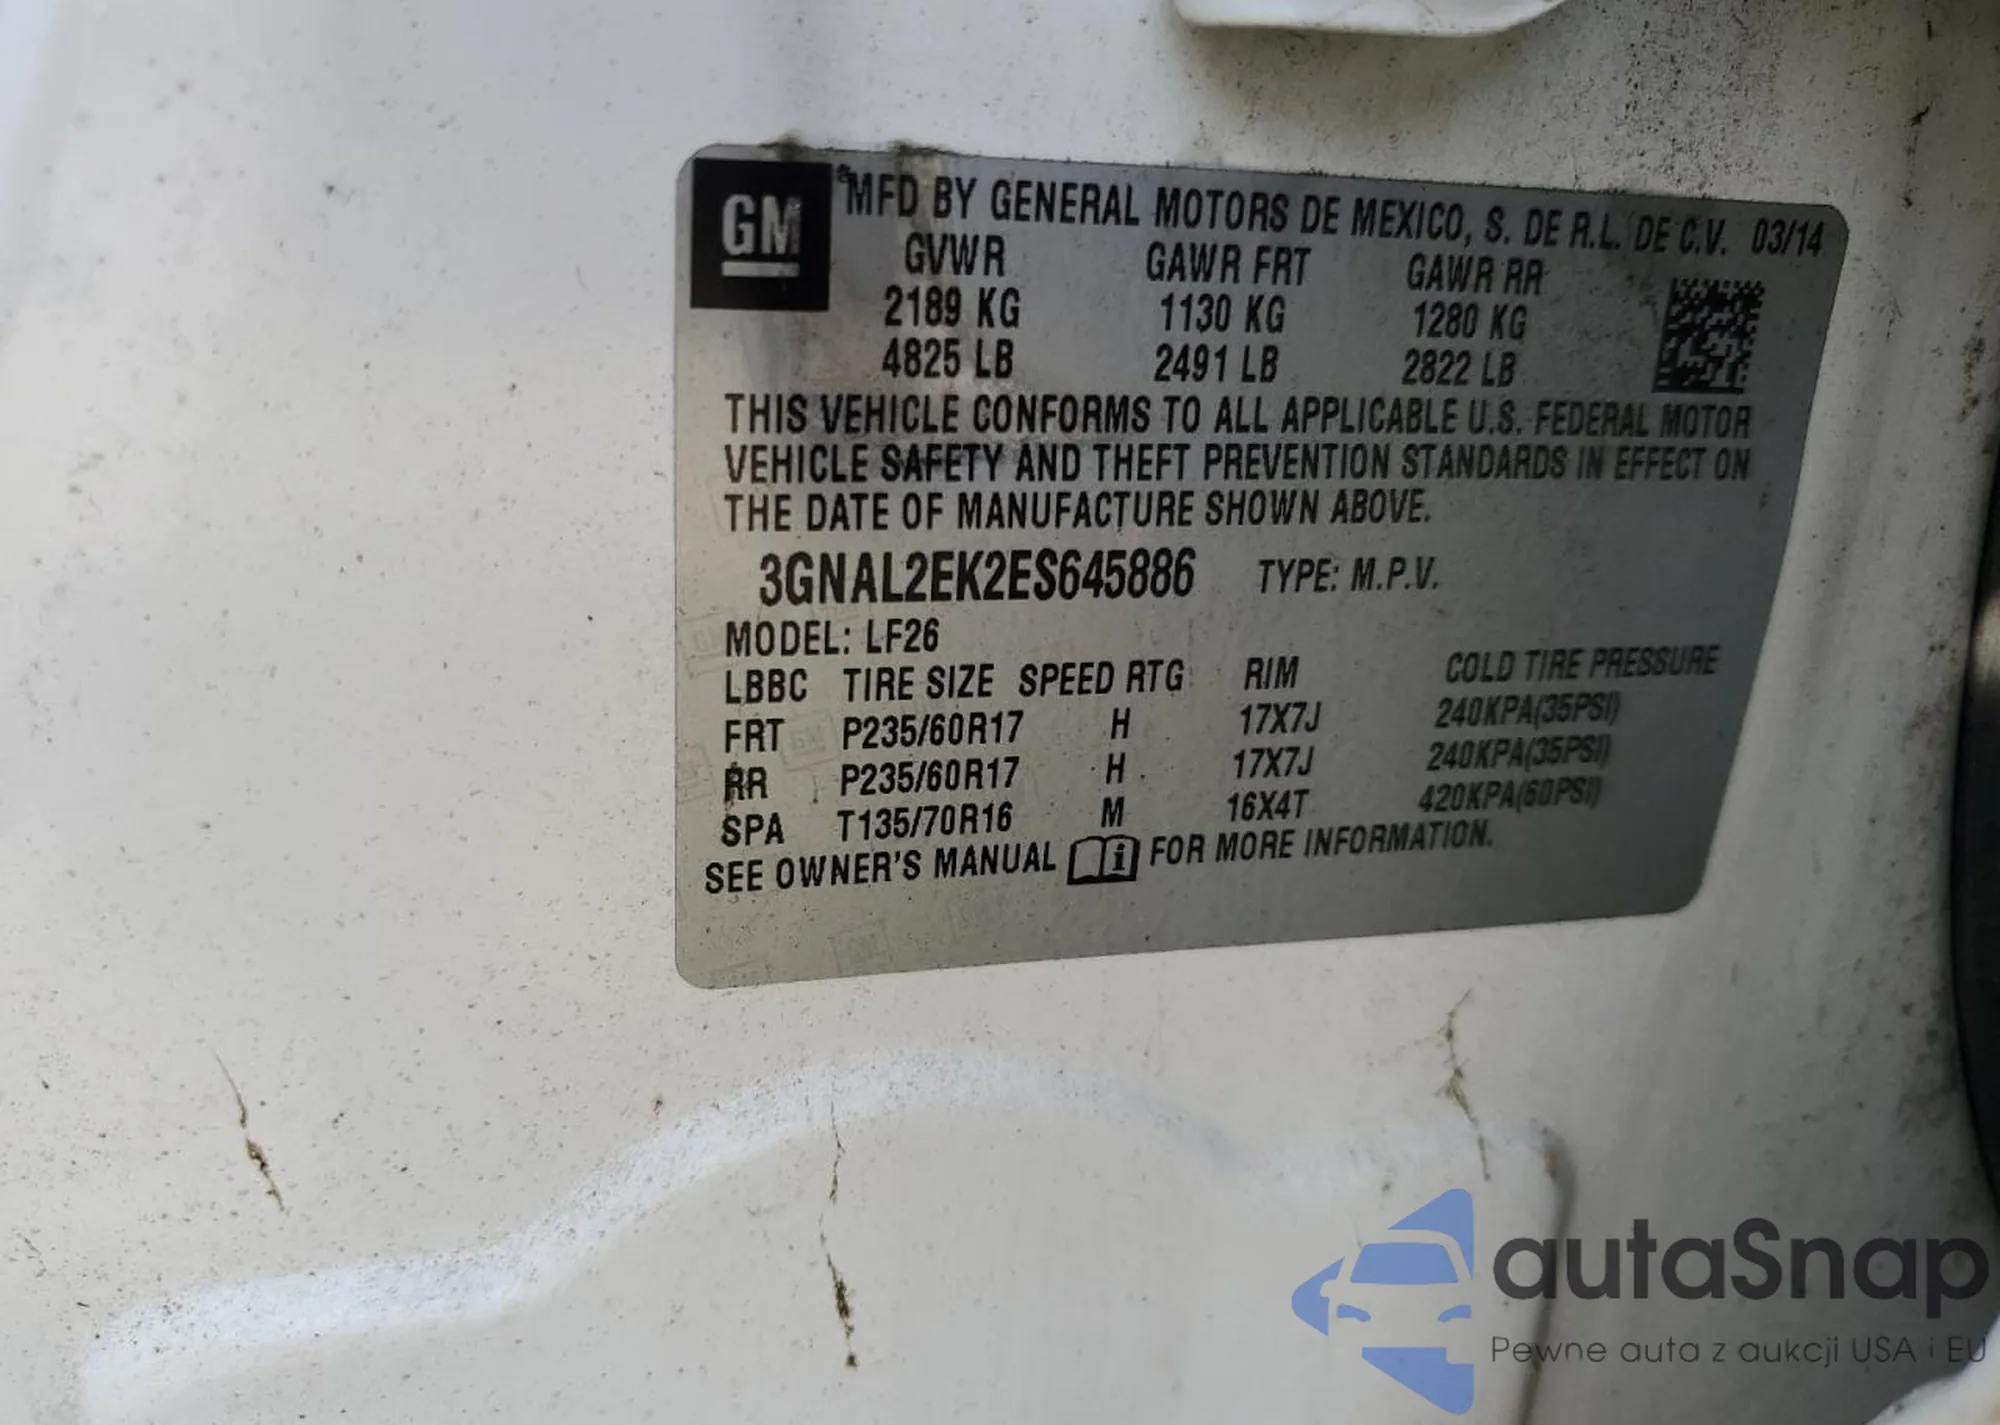 GM
MFD BY GENERAL MOTORS DE MEXICO, S. DE R.L. DE C.V. 03/14
GVWR GAWR FRT GAWR RR
2189 KG 1130 KG 1280 KG
4825 LB 2491 LB 2822 LB
THIS VEHICLE CONFORMS TO ALL APPLICABLE U.S. FEDERAL MOTOR
VEHICLE SAFETY AND THEFT PREVENTION STANDARDS IN EFFECT ON
THE DATE OF MANUFACTURE SHOWN ABOVE.
3GNAL2EK2ES645886 TYPE: M.P.V.
MODEL: LF26
LBBC TIRE SIZE SPEED RTG RIM COLD TIRE PRESSURE
FRT P235/60R17 H 17X7J 240KPA(35PSI)
RR P235/60R17 H 17X7J 240KPA(35PSI)
SPA T135/70R16 M 16X4T 420KPA(60PSI)
SEE OWNER'S MANUAL i FOR MORE INFORMATION.
autaSnap
Pewne auta z aukcji USA i EU